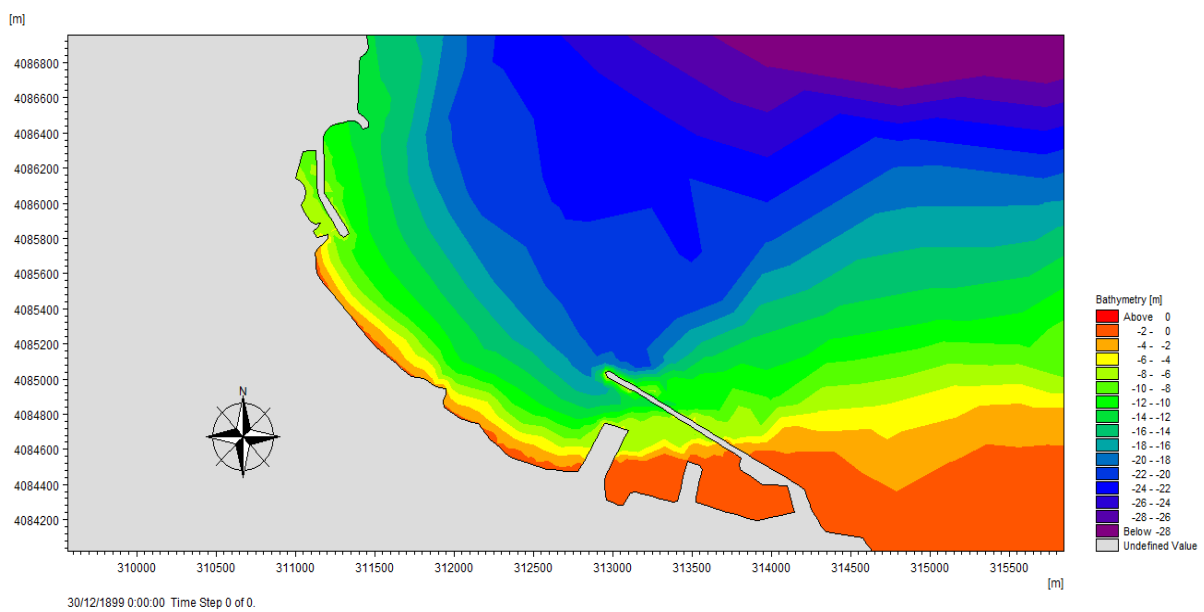 [m]
4086800
4086600
4086400
4086200
4086000
4085800
4085600
4085400
4085200
4085000
4084800
4084600
4084400
4084200
N
310000 310500 311000 311500 312000 312500 313000 313500 314000 314500 315000 315500
[m]
Bathymetry [m]
Above 0
-2 - 0
-4 - -2
-6 - -4
-8 - -6
-10 - -8
-12 - -10
-14 - -12
-16 - -14
-18 - -16
-20 - -18
-22 - -20
-24 - -22
-26 - -24
-28 - -26
Below -28
Undefined Value
30/12/1899 0:00:00 Time Step 0 of 0.